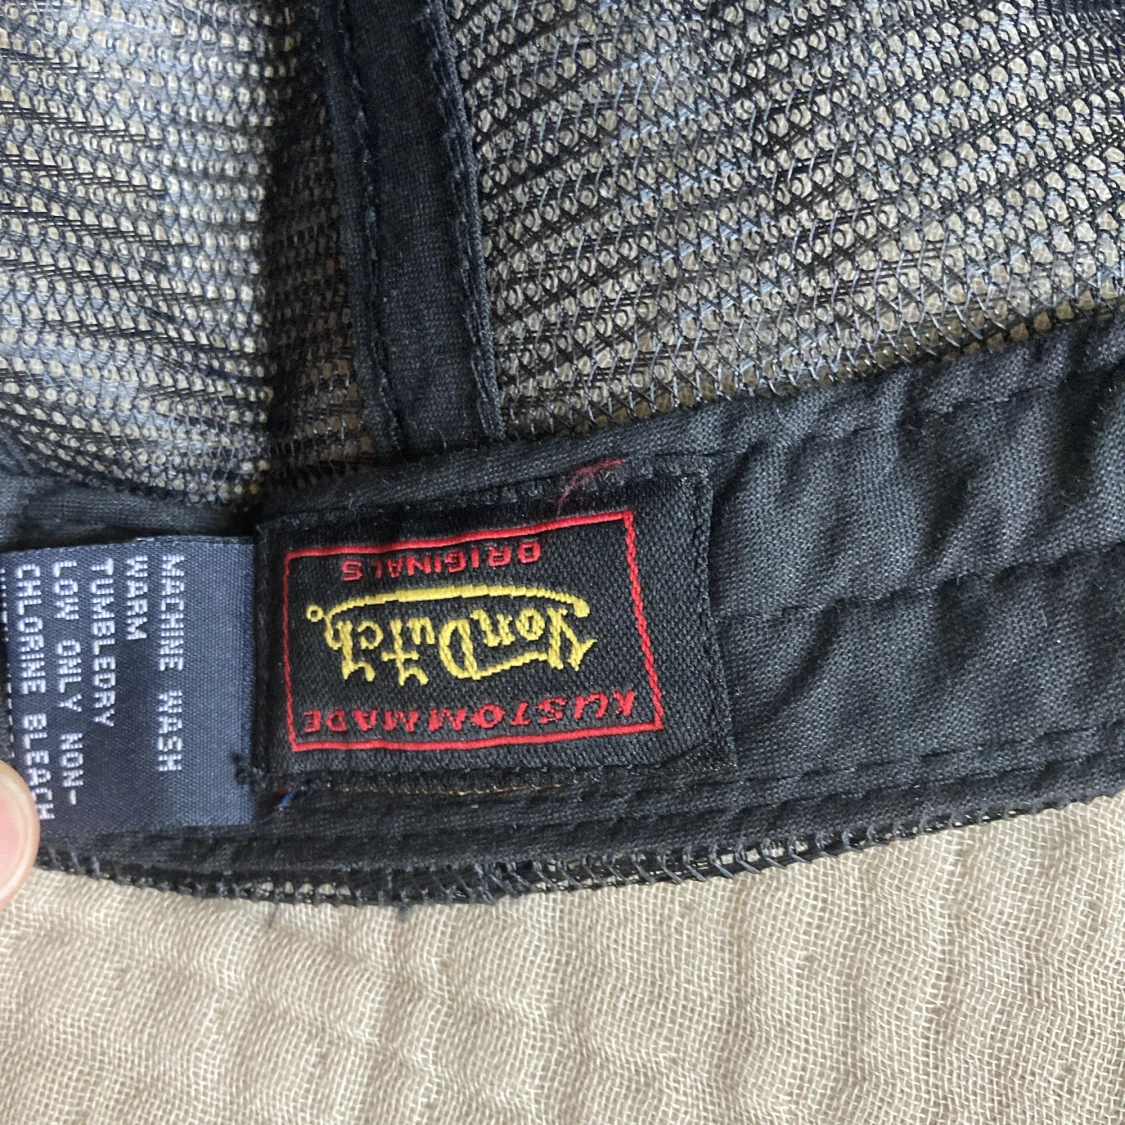 MACHINE WASH
WARM
TUMBLEDRY
LOW ONLY NON-
CHLORINE BLEACH
KUSTOMMADE
Von Dutch
ORIGINALS